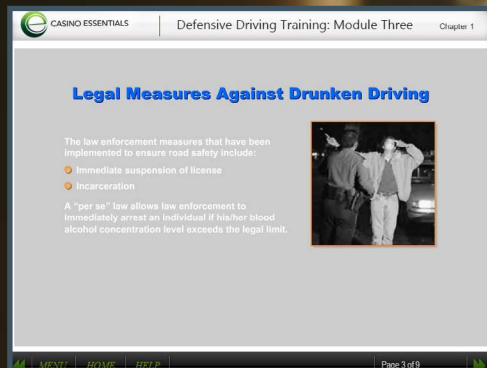 CASINO ESSENTIALS
Defensive Driving Training: Module Three
Chapter 1
Legal Measures Against Drunken Driving
The law enforcement measures that have been
implemented to ensure road safety include:
Immediate suspension of license
Incarceration
A “per se” law allows law enforcement to
immediately arrest an individual if his/her blood
alcohol concentration level exceeds the legal limit.
MENU HOME HELP
Page 3 of 9